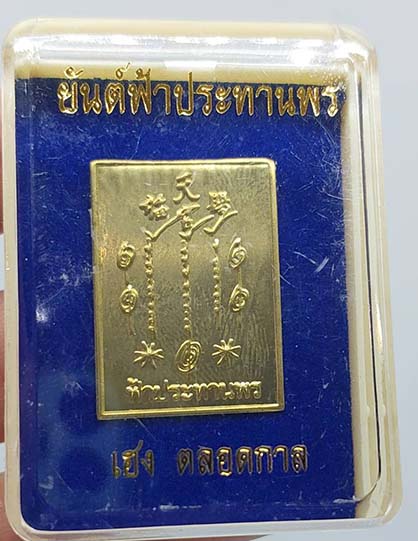 ยันต์ฟ้าประทานพร
天
ฟ้าประทานพร
เฮง ตลอดกาล